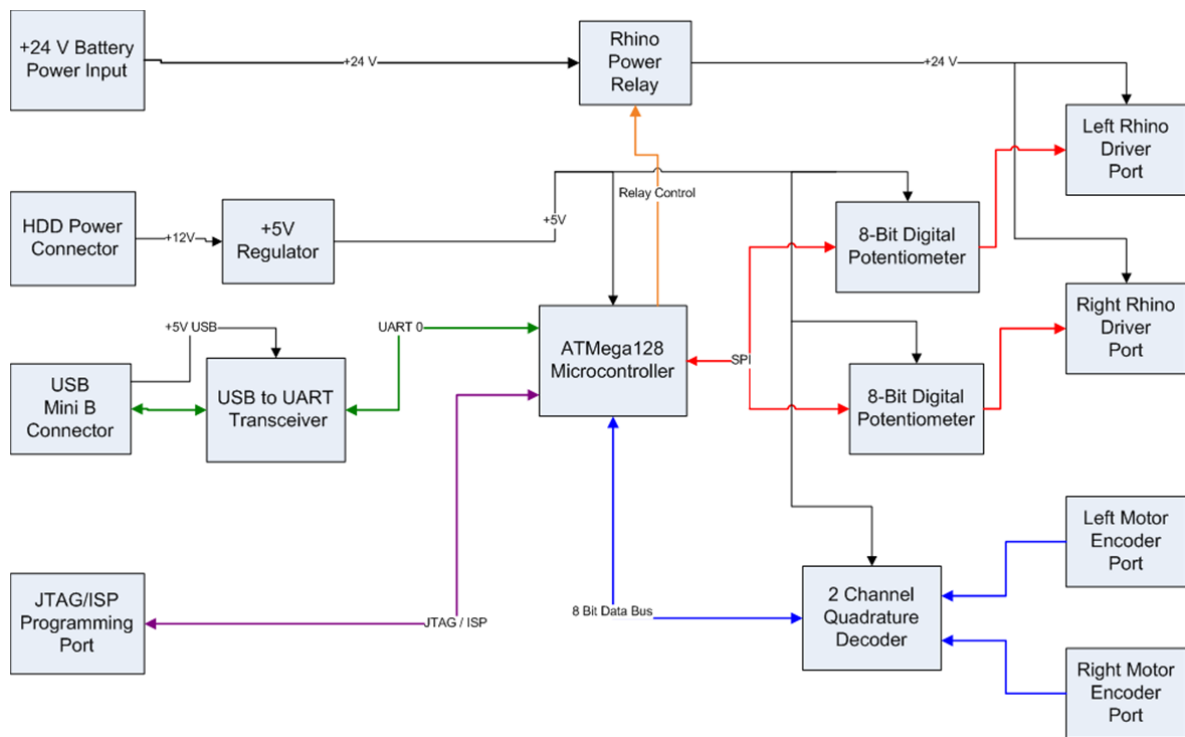 +24 V Battery
Power Input
+24 V
Rhino
Power
Relay
+24 V
Left Rhino
Driver
Port
HDD Power
Connector
+12V
+5V
Regulator
+5V
Relay Control
8-Bit Digital
Potentiometer
Right Rhino
Driver
Port
+5V USB
UART 0
USB
Mini B
Connector
USB to UART
Transceiver
ATMega128
Microcontroller
SPI
8-Bit Digital
Potentiometer
Left Motor
Encoder
Port
JTAG/ISP
Programming
Port
JTAG / ISP
8 Bit Data Bus
2 Channel
Quadrature
Decoder
Right Motor
Encoder
Port